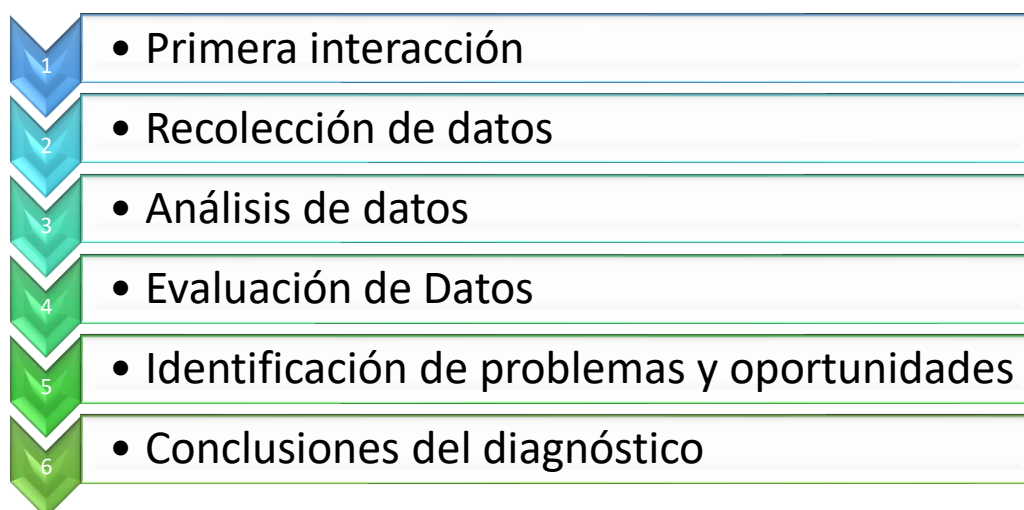 1
• Primera interacción
2
• Recolección de datos
3
• Análisis de datos
4
• Evaluación de Datos
5
• Identificación de problemas y oportunidades
6
• Conclusiones del diagnóstico